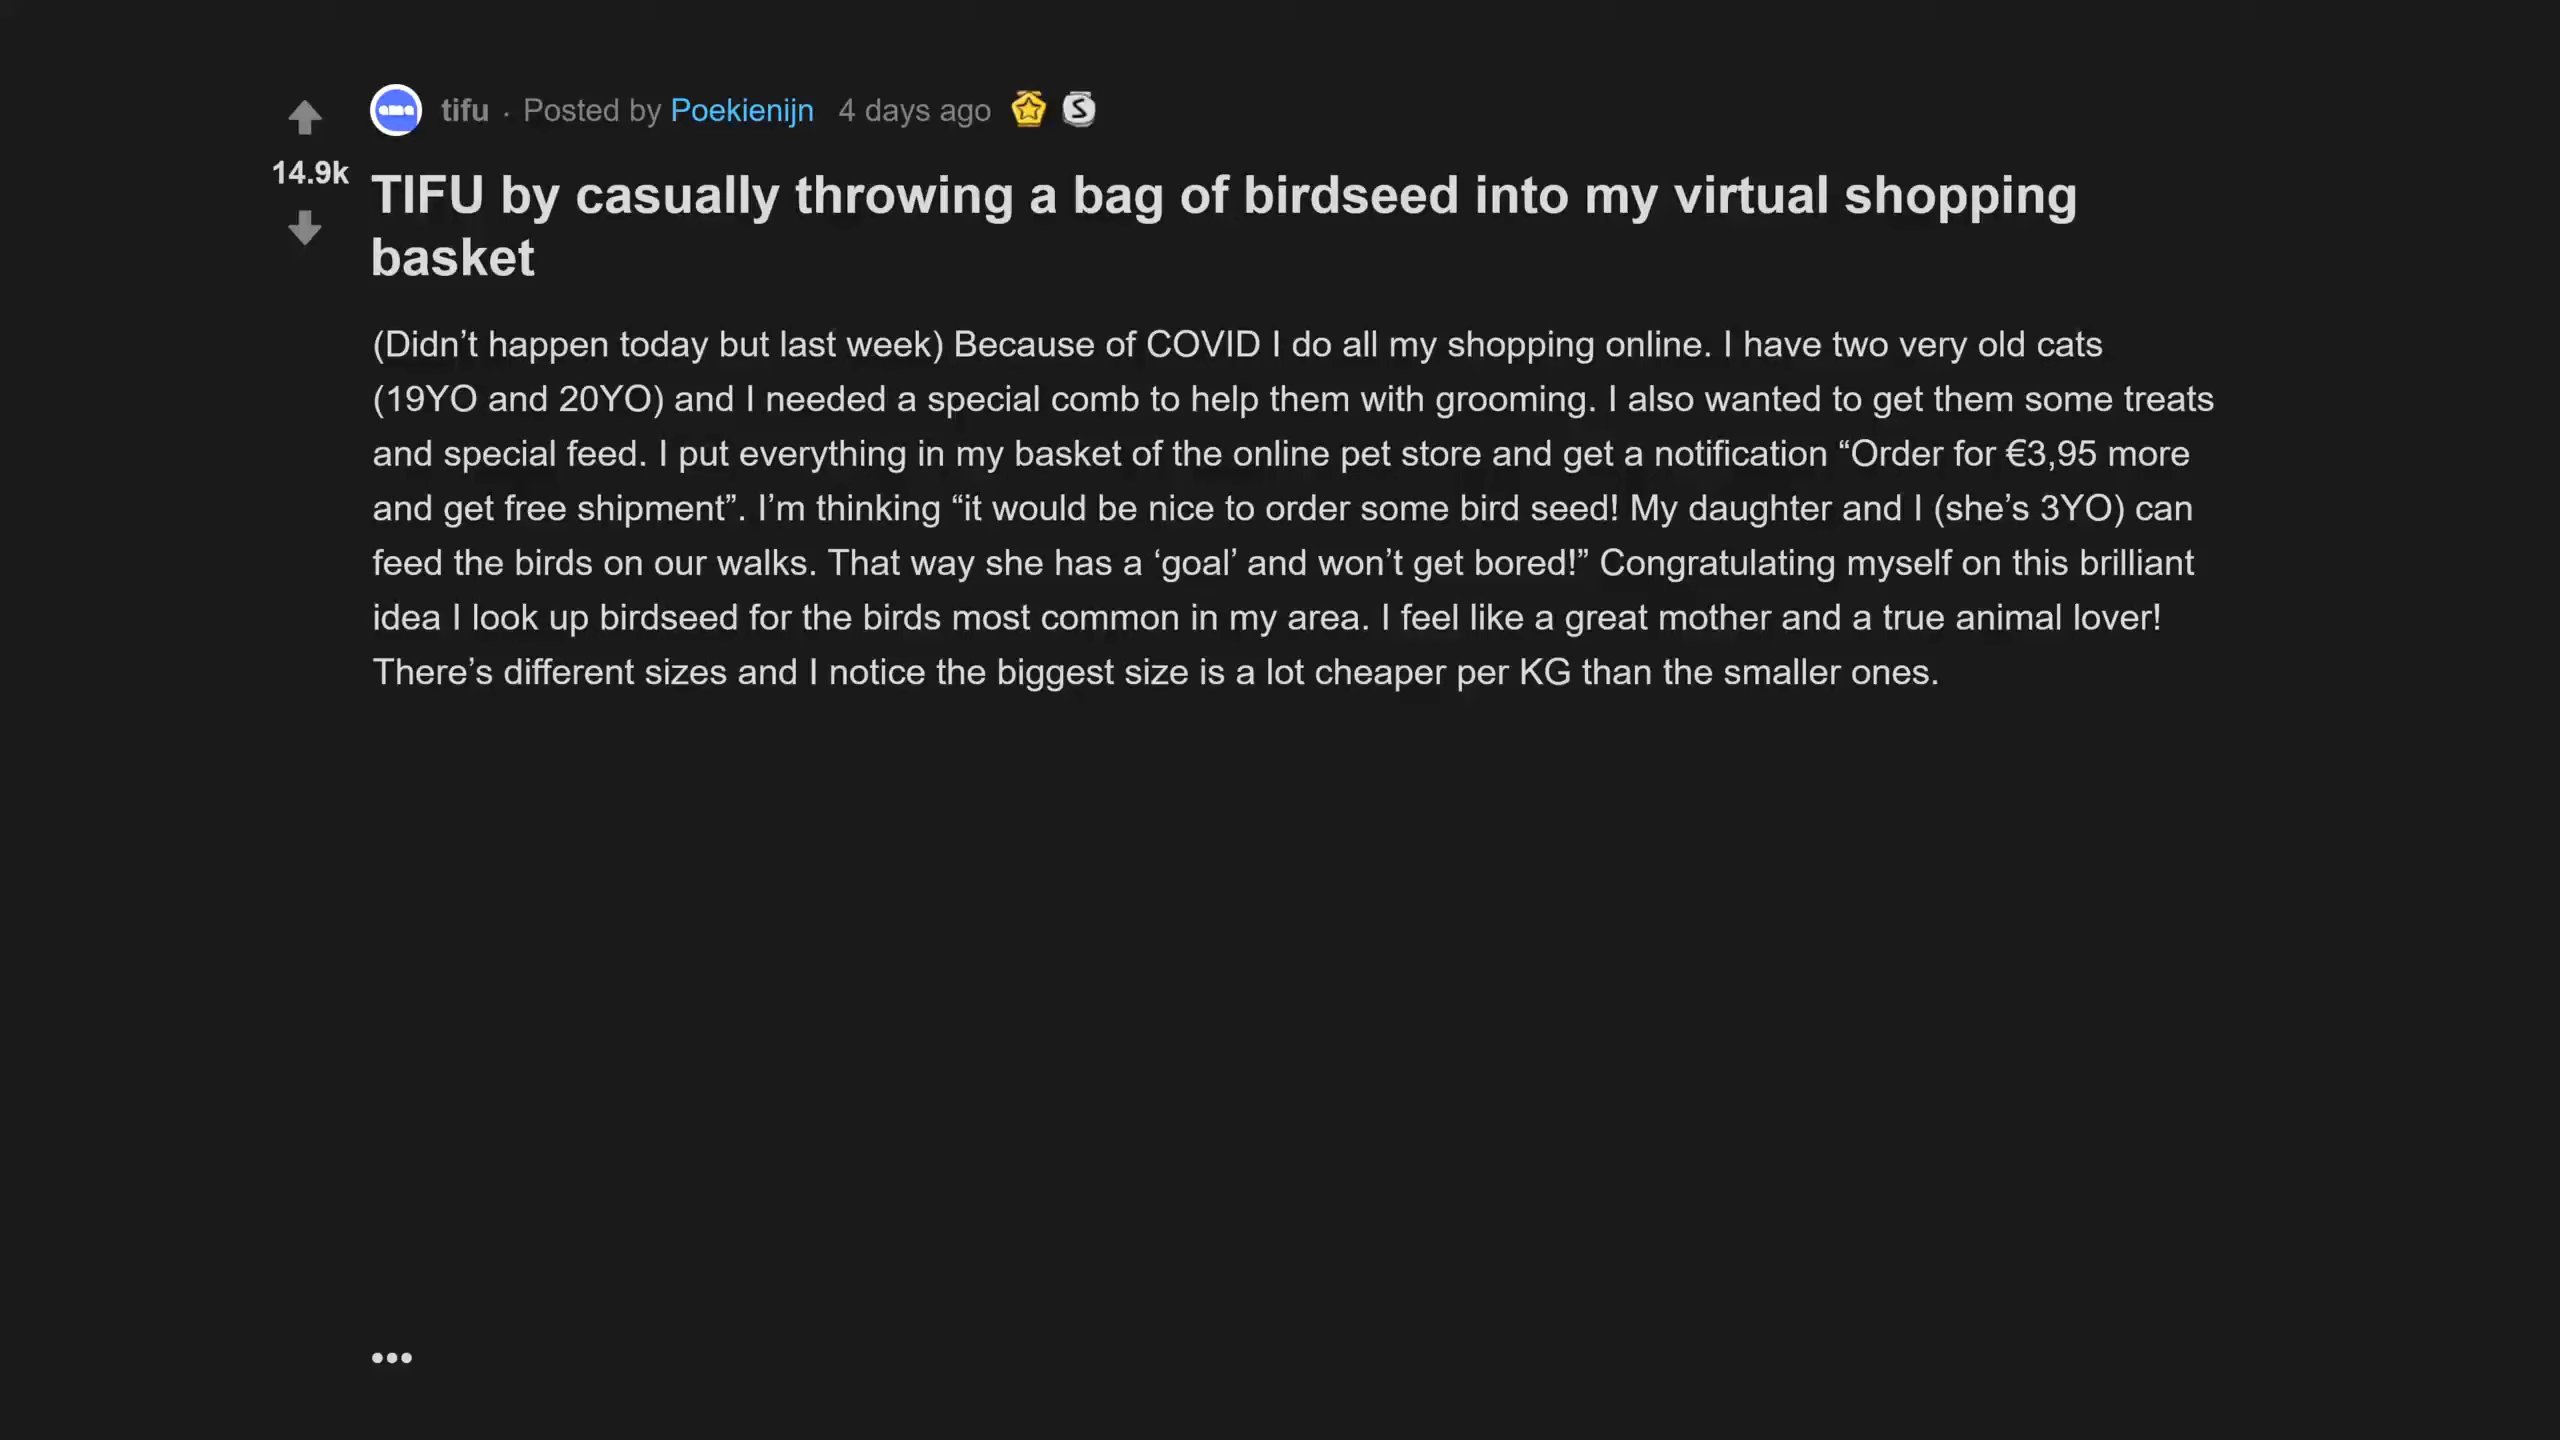 tifu · Posted by Poekienijn 4 days ago
14.9k
TIFU by casually throwing a bag of birdseed into my virtual shopping
basket
(Didn’t happen today but last week) Because of COVID I do all my shopping online. I have two very old cats
(19YO and 20YO) and I needed a special comb to help them with grooming. I also wanted to get them some treats
and special feed. I put everything in my basket of the online pet store and get a notification “Order for €3,95 more
and get free shipment”. I’m thinking “it would be nice to order some bird seed! My daughter and I (she’s 3YO) can
feed the birds on our walks. That way she has a ‘goal’ and won’t get bored!” Congratulating myself on this brilliant
idea I look up birdseed for the birds most common in my area. I feel like a great mother and a true animal lover!
There’s different sizes and I notice the biggest size is a lot cheaper per KG than the smaller ones.